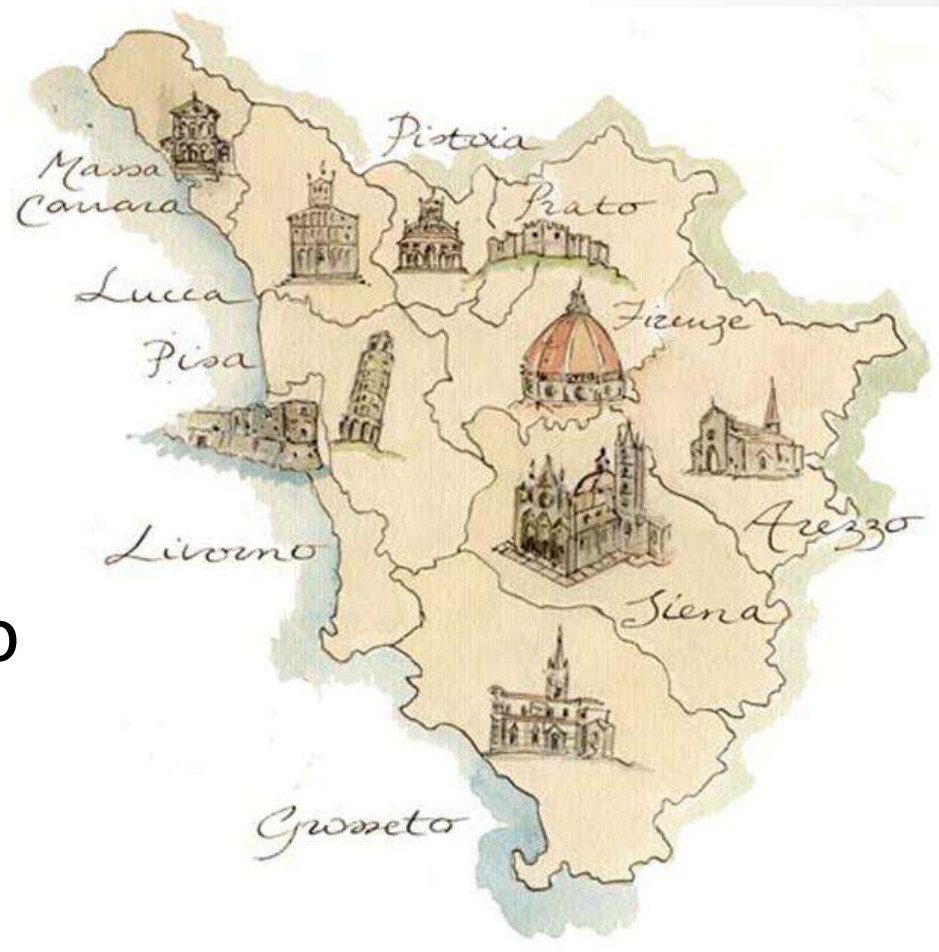 Pistoia
Massa
Carrara
Prato
Lucca
Firenze
Pisa
Arezzo
Livorno
Siena
o
Grosseto